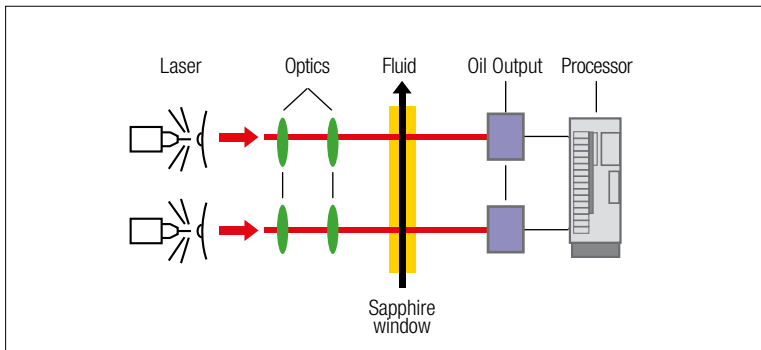 Laser
Optics
Fluid
Oil Output
Processor
Sapphire
window